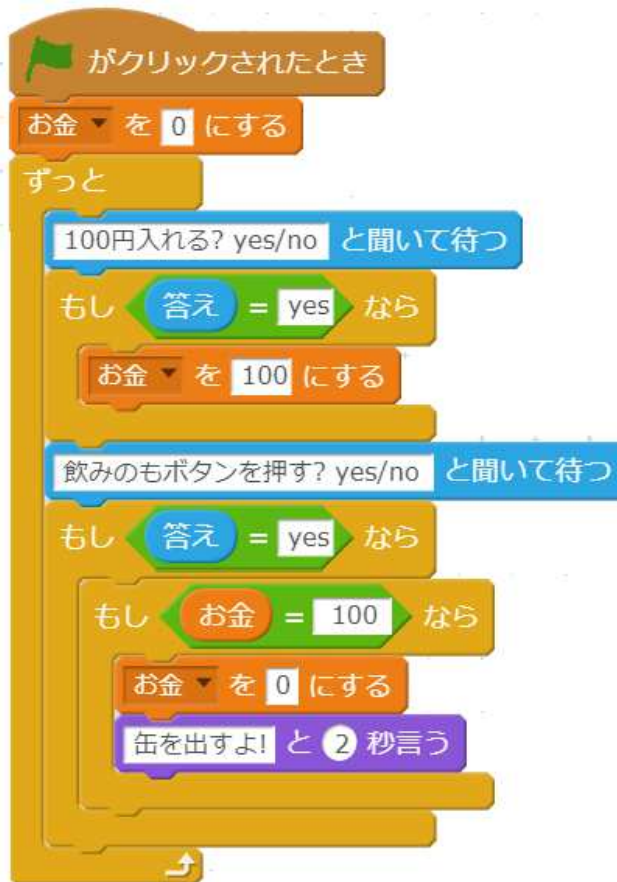 がクリックされたとき
お金 を 0 にする
ずっと
100円入れる? yes/no と聞いて待つ
もし 答え = yes なら
お金 を 100 にする
飲みのもボタンを押す? yes/no と聞いて待つ
もし 答え = yes なら
もし お金 = 100 なら
お金 を 0 にする
缶を出すよ! と 2 秒言う